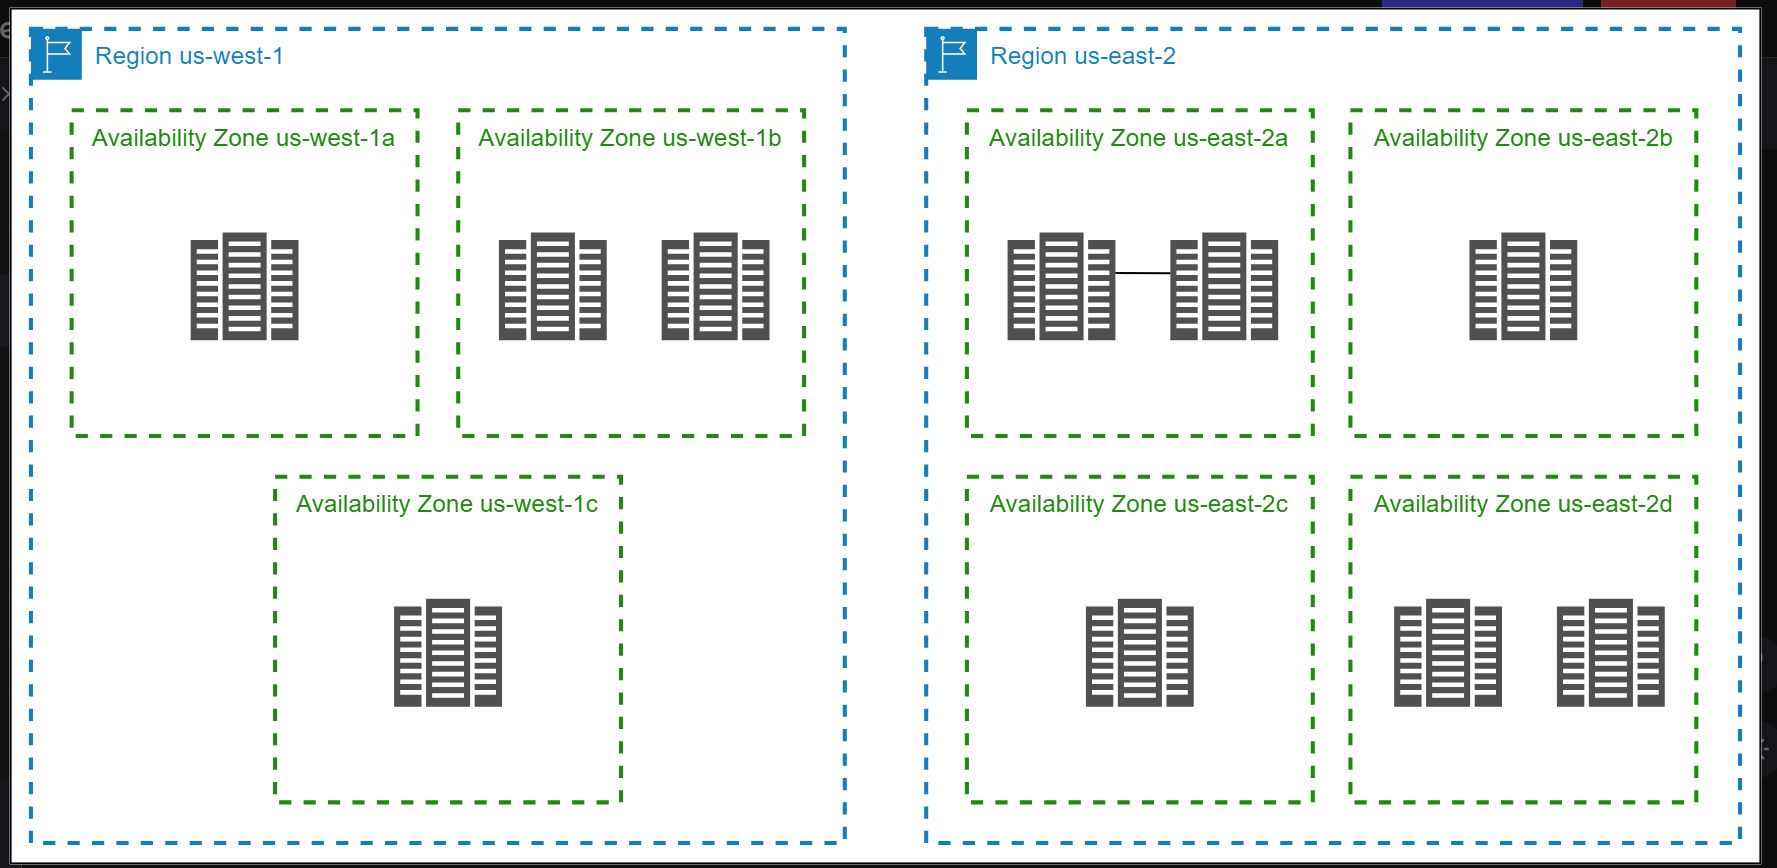 Region us-west-1
Region us-east-2
Availability Zone us-west-1a
Availability Zone us-west-1b
Availability Zone us-east-2a
Availability Zone us-east-2b
Availability Zone us-west-1c
Availability Zone us-east-2c
Availability Zone us-east-2d